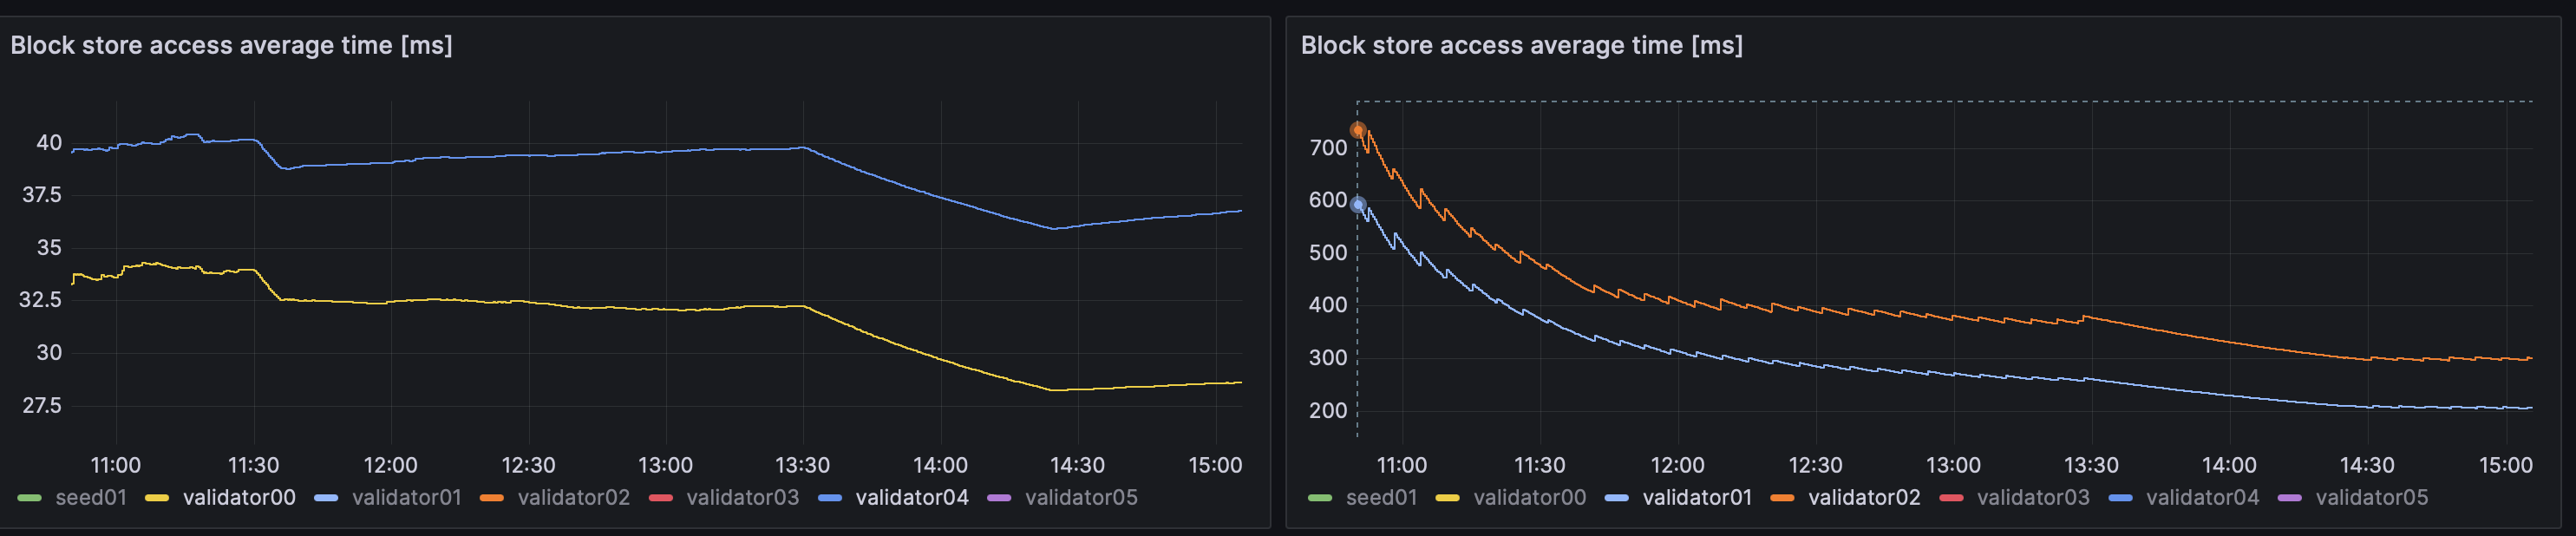 Block store access average time [ms]
40
37.5
35
32.5
30
27.5
11:00 11:30 12:00 12:30 13:00 13:30 14:00 14:30 15:00
seed01 validator00 validator01 validator02 validator03 validator04 validator05
Block store access average time [ms]
700
600
500
400
300
200
11:00 11:30 12:00 12:30 13:00 13:30 14:00 14:30 15:00
seed01 validator00 validator01 validator02 validator03 validator04 validator05